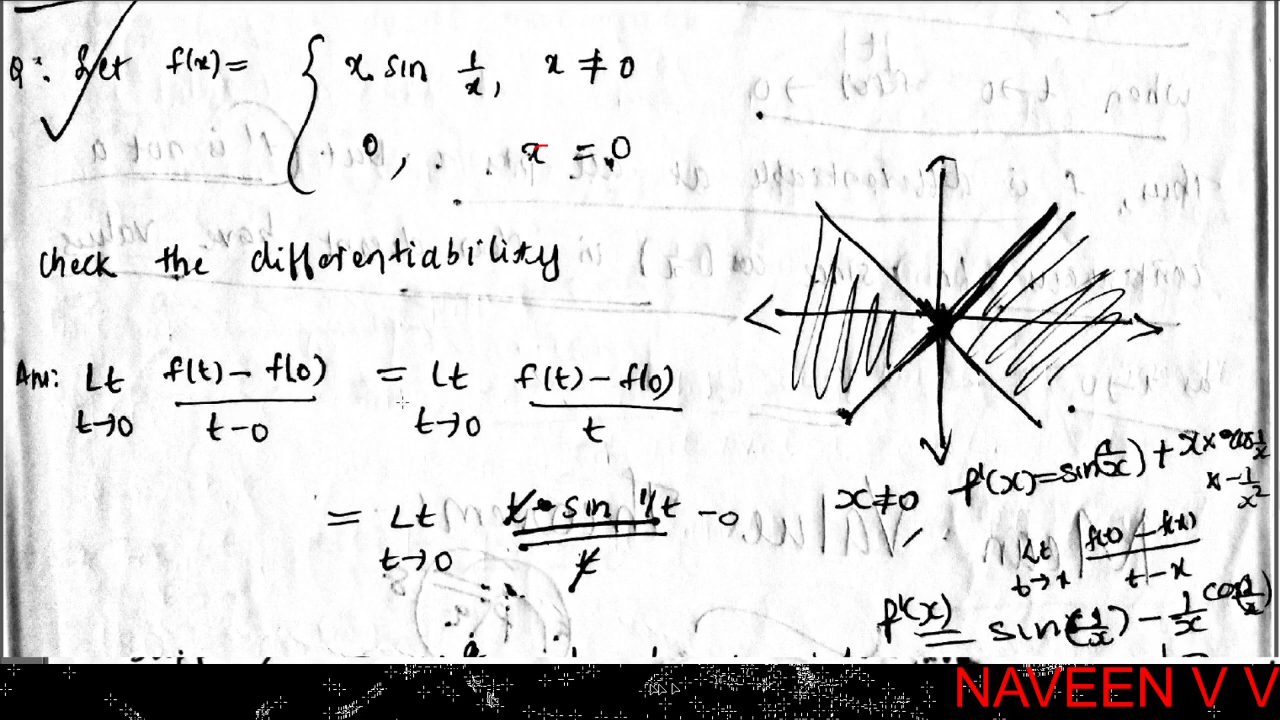 Q: Let f(x) = { x sin 1/x, x ≠ 0
0, x = 0
check the differentiability
Ans: Lt t→0 f(t) - f(0) / t-0 = Lt t→0 f(t) - f(0) / t
= Lt t→0 t sin 1/t - 0 / t
x≠0 f'(x) = sin(1/x) + x × cos 1/x
x -1/x²
Lt t→x f(t) - f(x) / t-x
f'(x) = sin(1/x) - 1/x cos(1/x)
NAVEEN V V